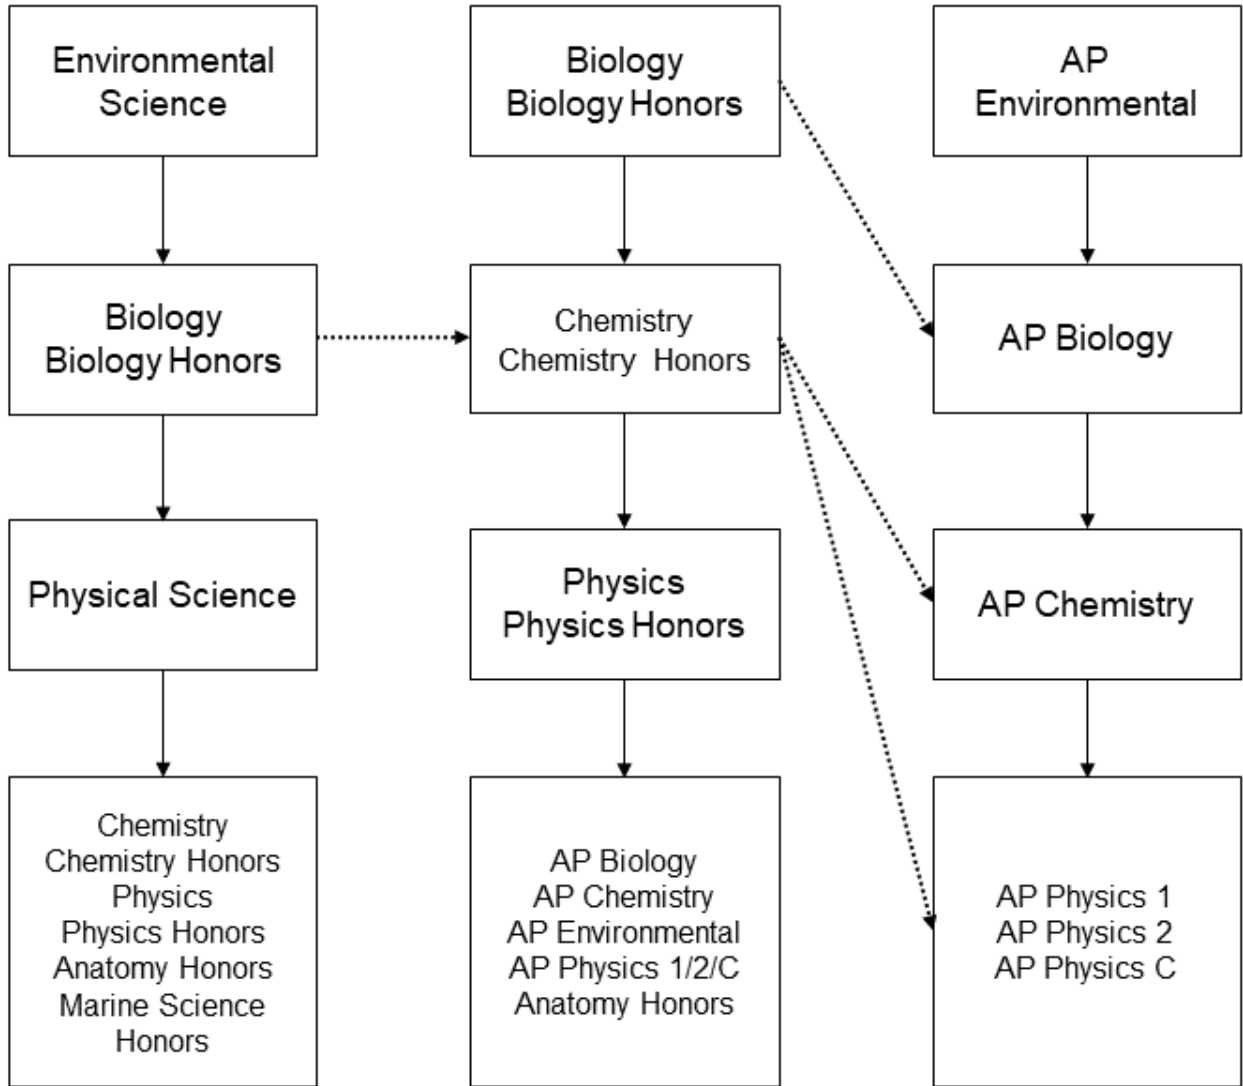 Environmental
Science
Biology
Biology Honors
AP
Environmental
Biology
Biology Honors
Chemistry
Chemistry Honors
AP Biology
Physical Science
Physics
Physics Honors
AP Chemistry
Chemistry
Chemistry Honors
Physics
Physics Honors
Anatomy Honors
Marine Science
Honors
AP Biology
AP Chemistry
AP Environmental
AP Physics 1/2/C
Anatomy Honors
AP Physics 1
AP Physics 2
AP Physics C